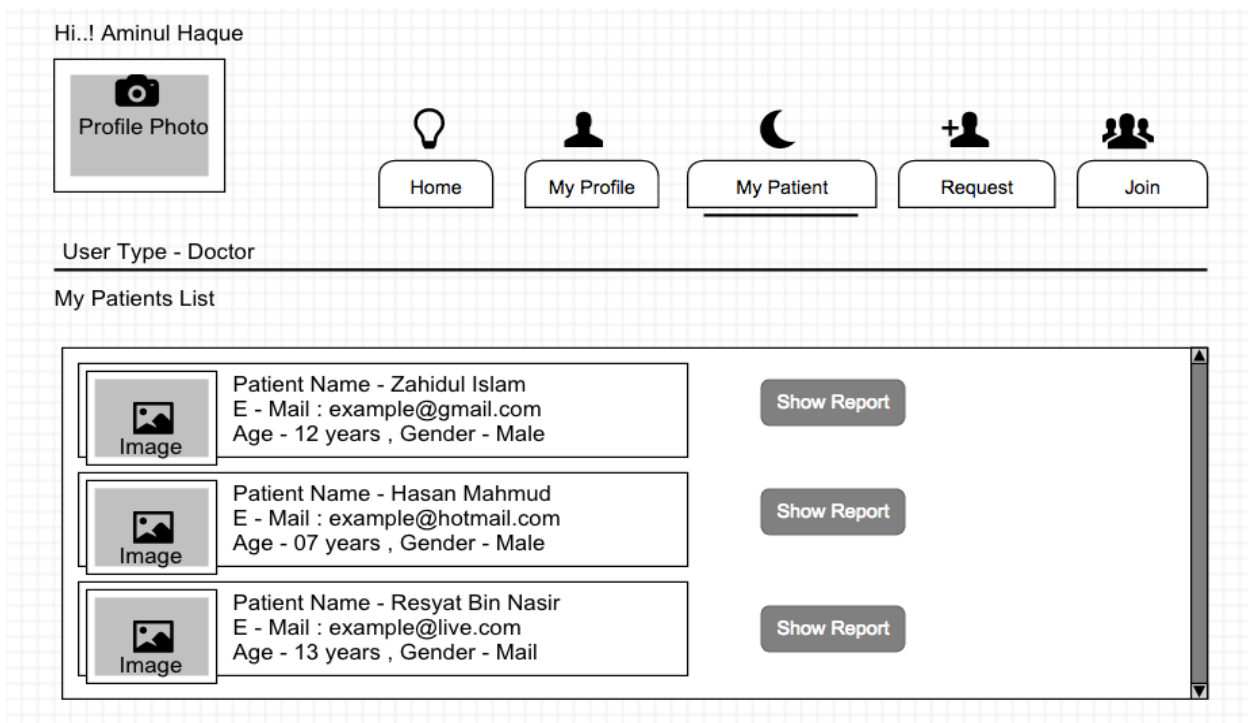 Hi..! Aminul Haque
Profile Photo
Home
My Profile
My Patient
Request
Join
User Type - Doctor
My Patients List
Patient Name - Zahidul Islam
E - Mail : example@gmail.com
Age - 12 years , Gender - Male
Image
Show Report
Patient Name - Hasan Mahmud
E - Mail : example@hotmail.com
Age - 07 years , Gender - Male
Image
Show Report
Patient Name - Resyat Bin Nasir
E - Mail : example@live.com
Age - 13 years , Gender - Mail
Image
Show Report